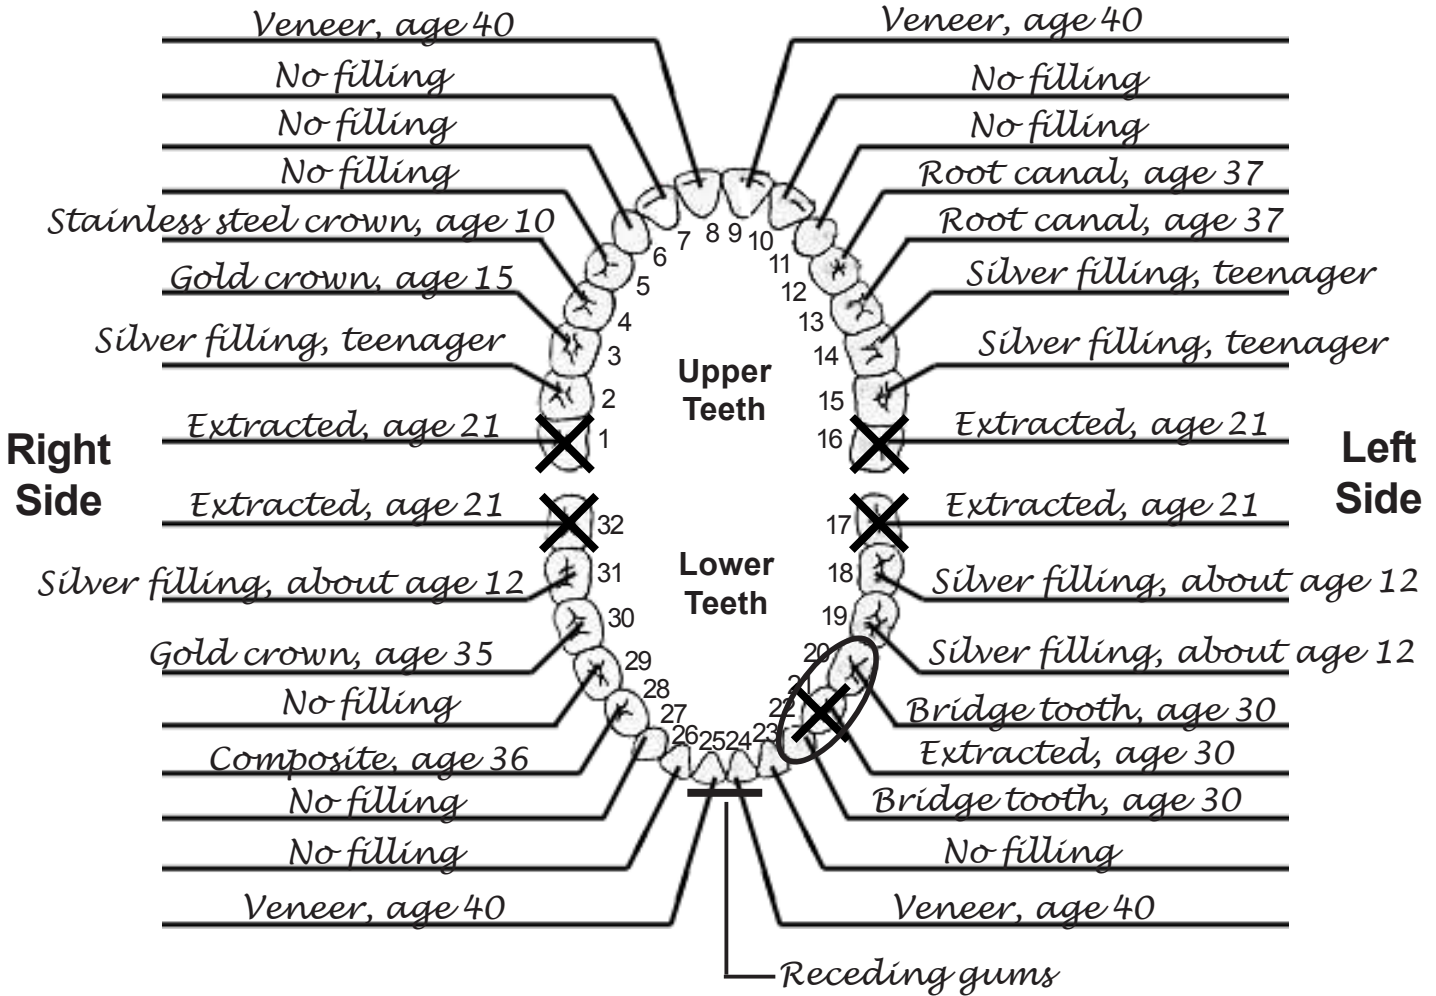 Veneer, age 40
No filling
No filling
No filling
Stainless steel crown, age 10
Gold crown, age 15
Silver filling, teenager
Extracted, age 21
Right
Side
Extracted, age 21
Silver filling, about age 12
Gold crown, age 35
No filling
Composite, age 36
No filling
No filling
Veneer, age 40
Veneer, age 40
No filling
No filling
Root canal, age 37
Root canal, age 37
Silver filling, teenager
Silver filling, teenager
Extracted, age 21
Left
Side
Extracted, age 21
Silver filling, about age 12
Silver filling, about age 12
Bridge tooth, age 30
Extracted, age 30
Bridge tooth, age 30
No filling
Veneer, age 40
Receding gums
Upper
Teeth
Lower
Teeth
1
2
3
4
5
6
7
8
9
10
11
12
13
14
15
16
17
18
19
20
21
22
23
24
25
26
27
28
29
30
31
32